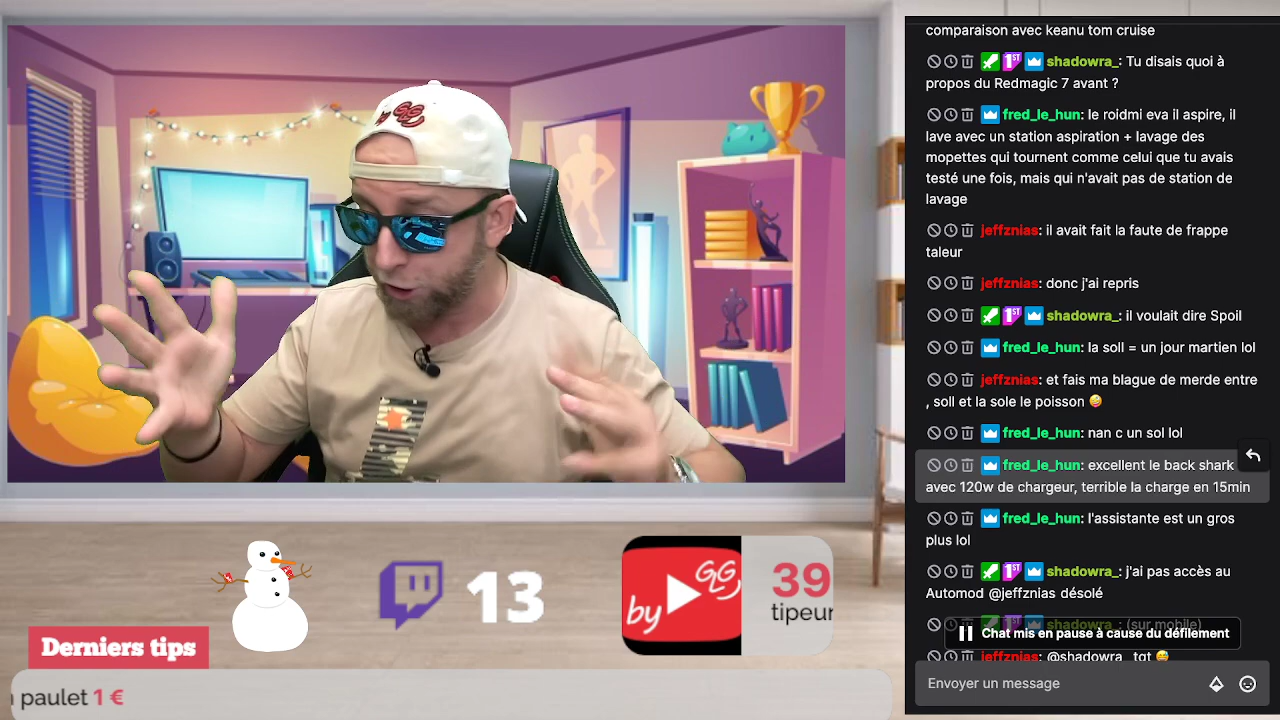 comparaison avec keanu tom cruise
shadowra_: Tu disais quoi à
propos du Redmagic 7 avant ?
fred_le_hun: le roidmi eva il aspire, il
lave avec un station aspiration + lavage des
mopettes qui tournent comme celui que tu avais
testé une fois, mais qui n'avait pas de station de
lavage
jeffznias: il avait fait la faute de frappe
taleur
jeffznias: donc j'ai repris
shadowra_: il voulait dire Spoil
fred_le_hun: la soll = un jour martien lol
jeffznias: et fais ma blague de merde entre
, soll et la sole le poisson
fred_le_hun: nan c un sol lol
fred_le_hun: excellent le back shark
avec 120w de chargeur, terrible la charge en 15min
fred_le_hun: l'assistante est un gros
plus lol
shadowra_: j'ai pas accès au
Automod @jeffznias désolé
shadowra_: (sur mobile)
Chat mis en pause à cause du défilement
jeffznias: @shadowra_ tqt
Envoyer un message
13
by GG
39
tipeur
Derniers tips
paulet 1 €